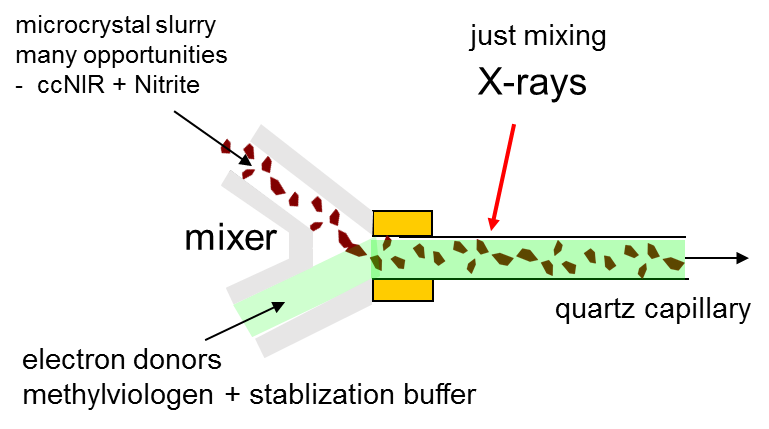 microcrystal slurry
many opportunities
- ccNIR + Nitrite
just mixing
X-rays
mixer
quartz capillary
electron donors
methylviologen + stablization buffer